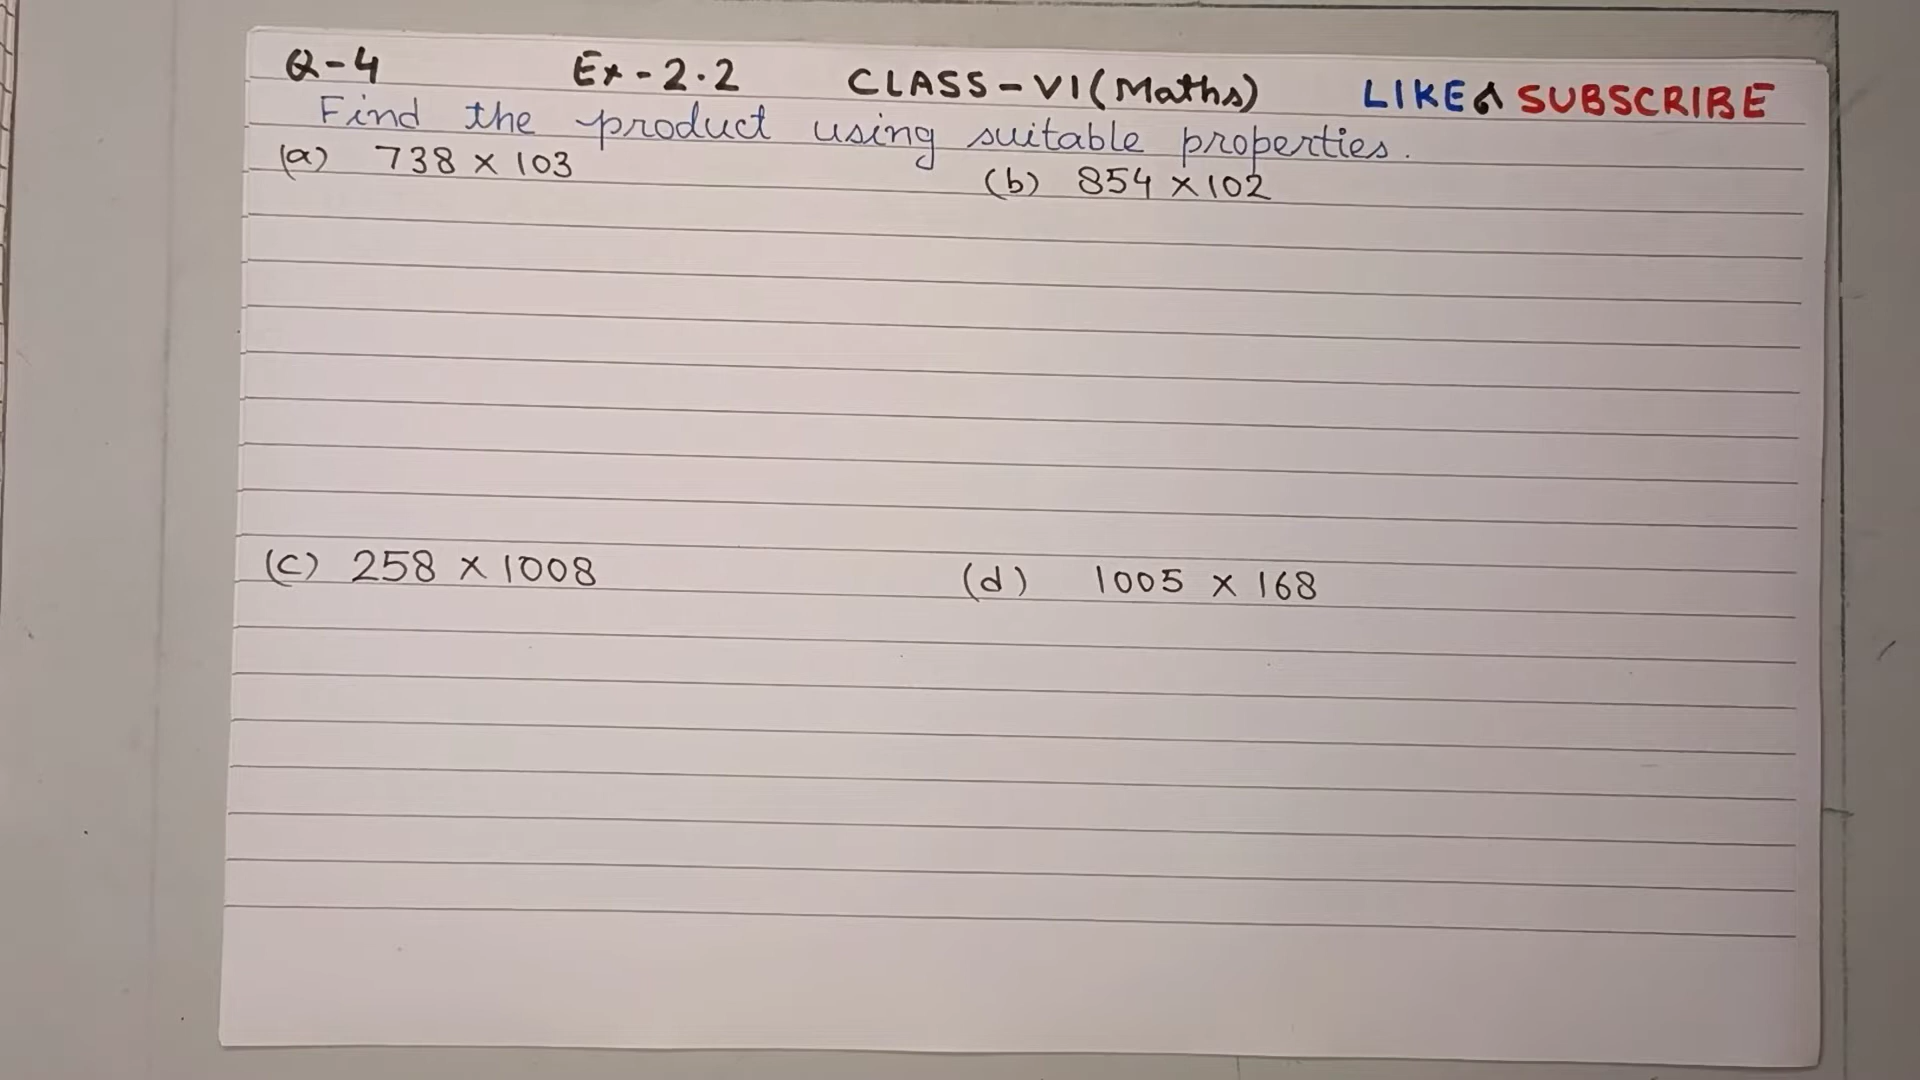 Q-4 Ex-2.2 CLASS-VI (Maths) LIKE & SUBSCRIBE
Find the product using suitable properties.
(a) 738 × 103 (b) 854 × 102
(c) 258 × 1008 (d) 1005 × 168